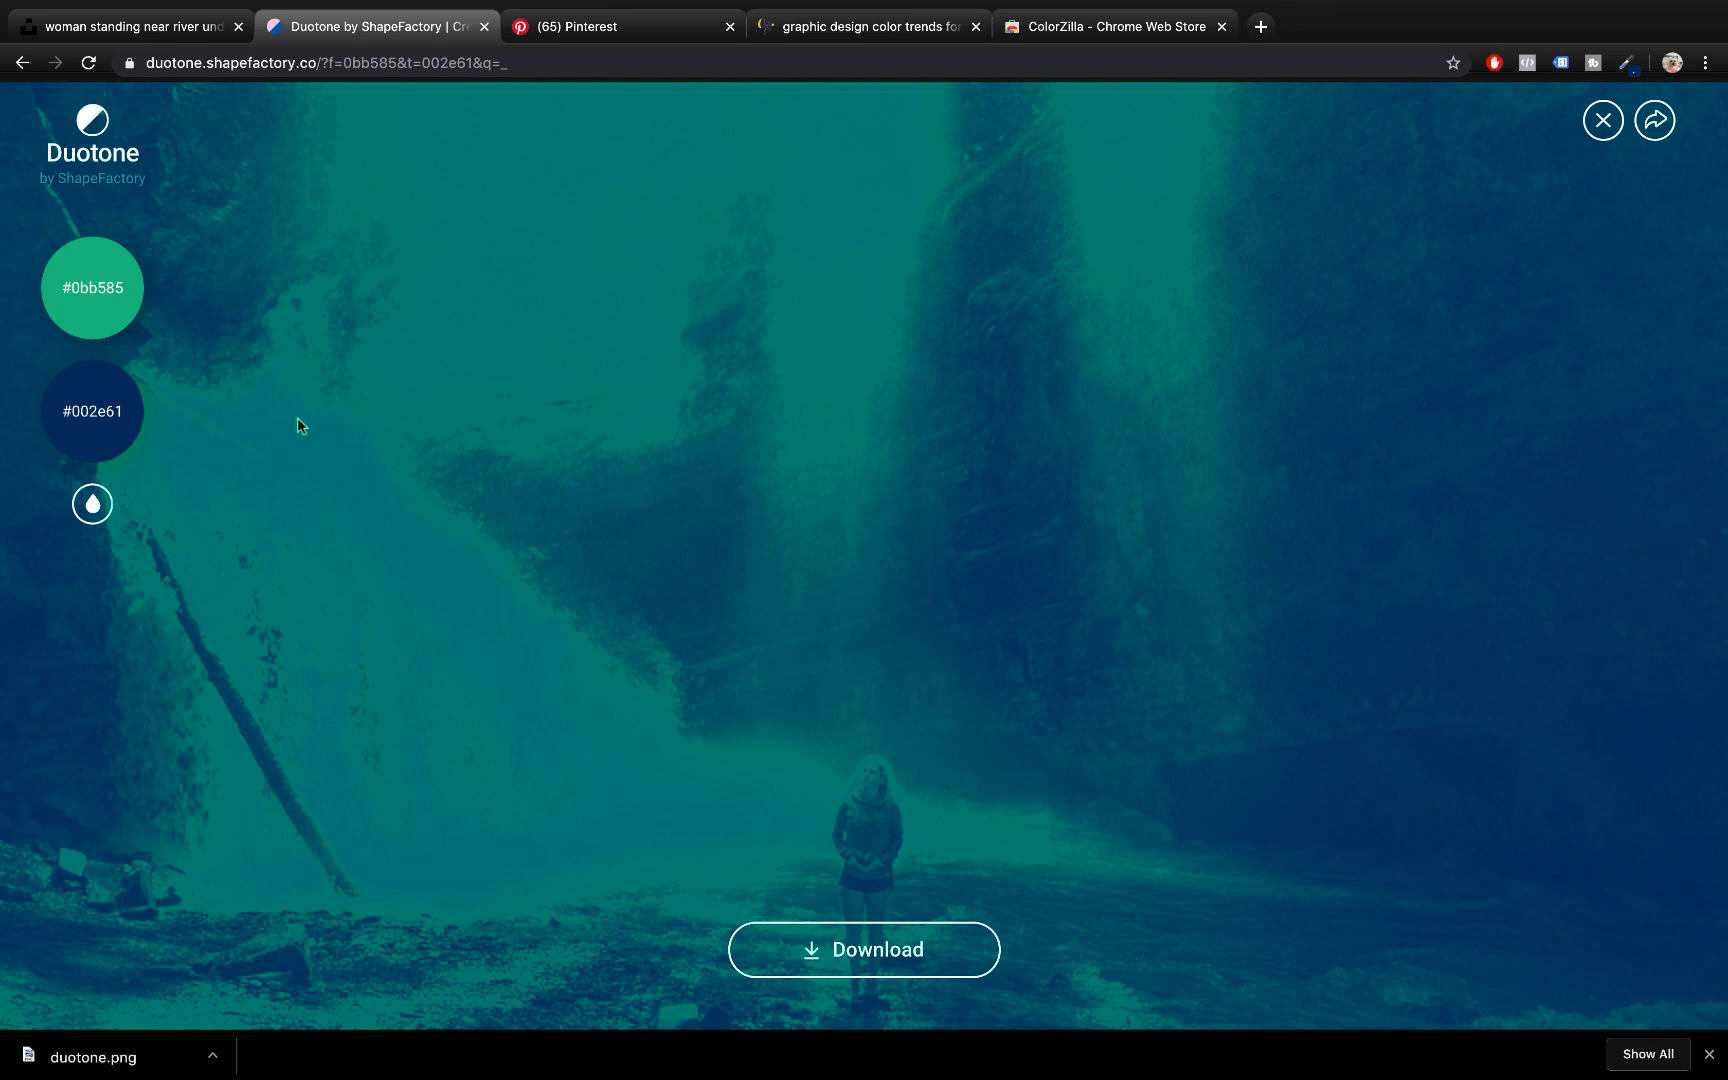 woman standing near river und
Duotone by ShapeFactory | Cre
(65) Pinterest
graphic design color trends for
ColorZilla - Chrome Web Store
duotone.shapefactory.co/?f=0bb585&t=002e61&q=_
Duotone
by ShapeFactory
#0bb585
#002e61
Download
duotone.png
Show All